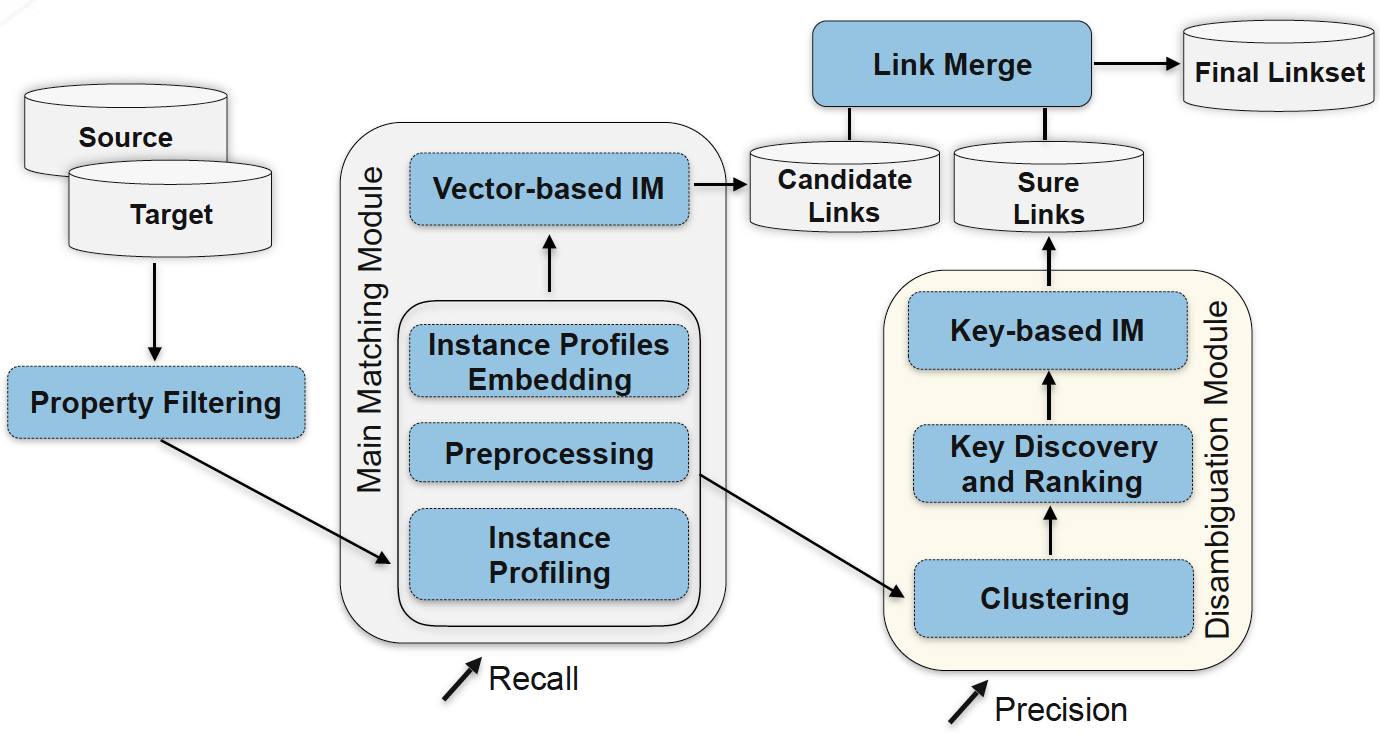 Source
Target
Property Filtering
Main Matching Module
Vector-based IM
Instance Profiles
Embedding
Preprocessing
Instance
Profiling
Recall
Link Merge
Final Linkset
Candidate
Links
Sure
Links
Key-based IM
Key Discovery
and Ranking
Clustering
Disambiguation Module
Precision